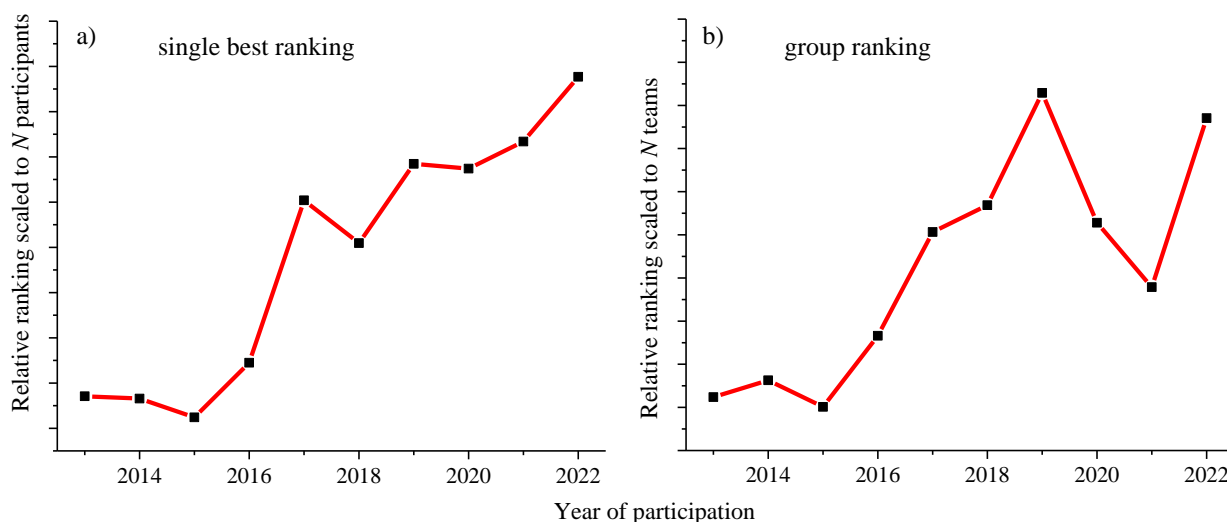 a)
single best ranking
Relative ranking scaled to N participants
2014 2016 2018 2020 2022
b)
group ranking
Relative ranking scaled to N teams
2014 2016 2018 2020 2022
Year of participation